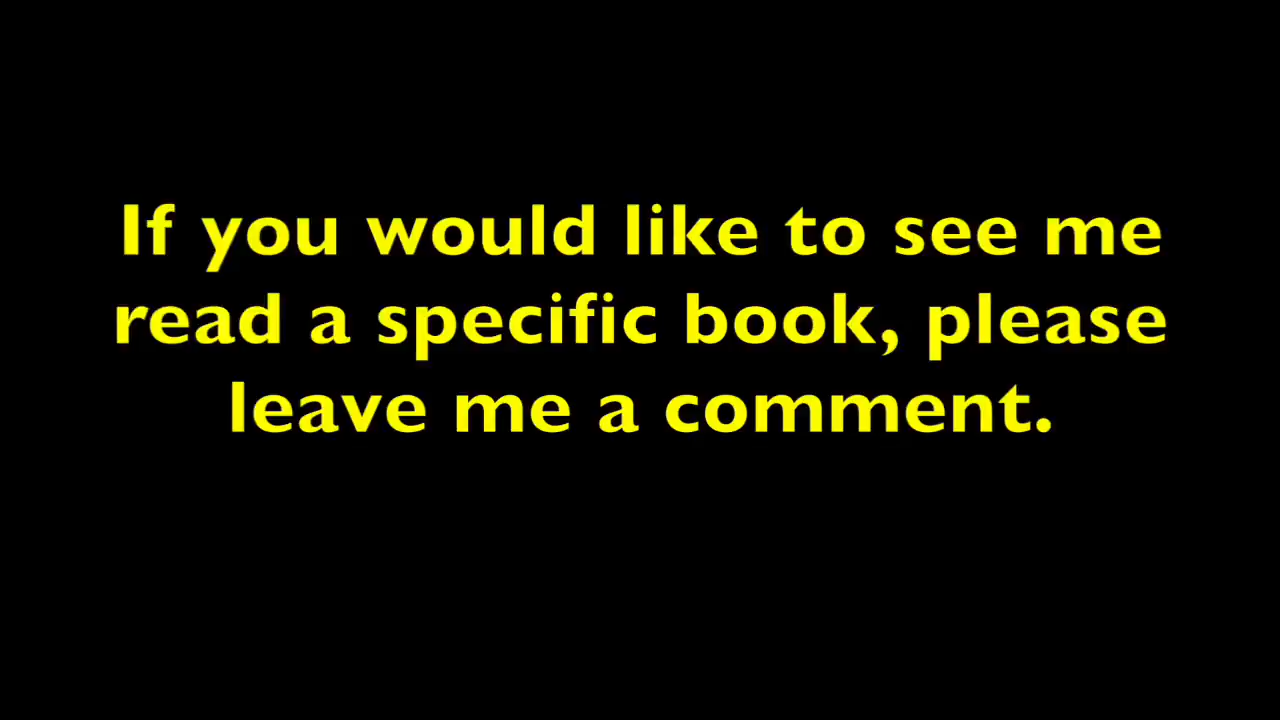 If you would like to see me
read a specific book, please
leave me a comment.